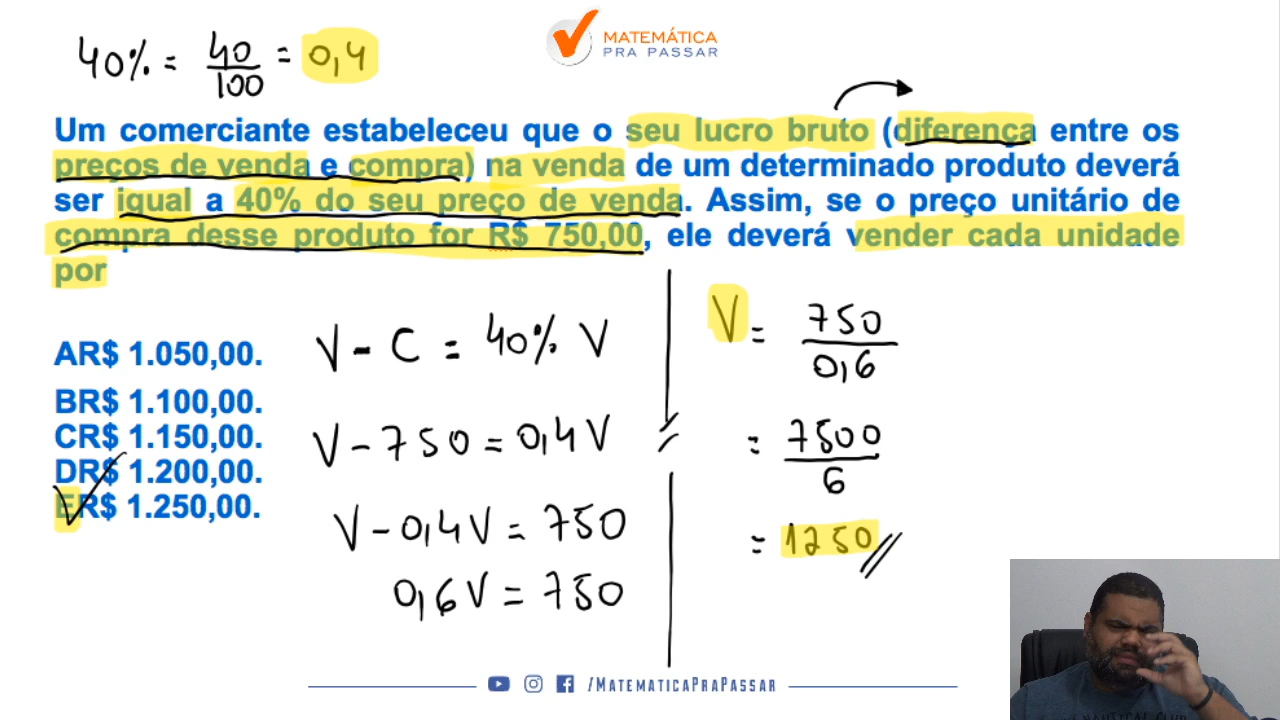 40% = 40/100 = 0,4
MATEMÁTICA
PRA PASSAR
Um comerciante estabeleceu que o seu lucro bruto (diferença entre os
preços de venda e compra) na venda de um determinado produto deverá
ser igual a 40% do seu preço de venda. Assim, se o preço unitário de
compra desse produto for R$ 750,00, ele deverá vender cada unidade
por
AR$ 1.050,00.
BR$ 1.100,00.
CR$ 1.150,00.
DR$ 1.200,00.
ER$ 1.250,00.
V - C = 40% V
V - 750 = 0,4V
V - 0,4V = 750
0,6V = 750
V = 750/0,6
= 7500/6
= 1250
/MATEMATICAPRAPASSAR